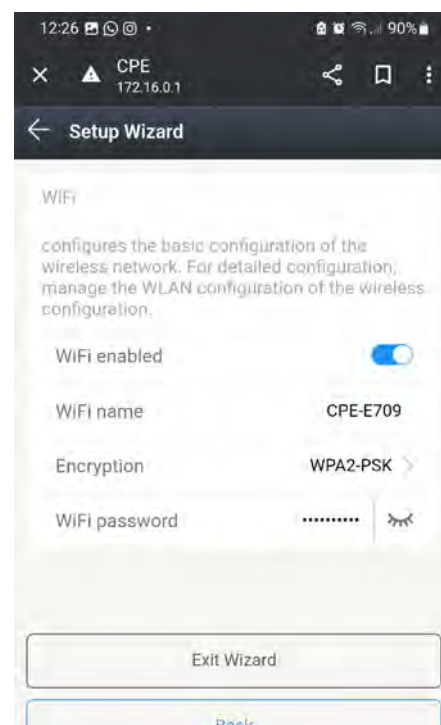 12:26 90%
CPE
172.16.0.1
Setup Wizard
WiFi
configures the basic configuration of the
wireless network. For detailed configuration,
manage the WLAN configuration of the wireless
configuration.
WiFi enabled
WiFi name CPE-E709
Encryption WPA2-PSK >
WiFi password ••••••••••
Exit Wizard
Back